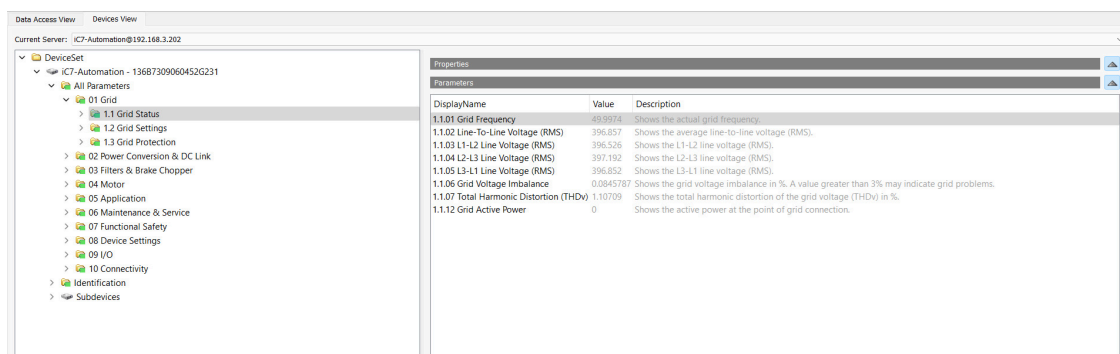 Data Access View Devices View
Current Server: iC7-Automation@192.168.3.202
DeviceSet
iC7-Automation - 136B7309060452G231
All Parameters
01 Grid
1.1 Grid Status
1.2 Grid Settings
1.3 Grid Protection
02 Power Conversion & DC Link
03 Filters & Brake Chopper
04 Motor
05 Application
06 Maintenance & Service
07 Functional Safety
08 Device Settings
09 I/O
10 Connectivity
Identification
Subdevices
Properties
Parameters
DisplayName Value Description
1.1.01 Grid Frequency 49.9974 Shows the actual grid frequency.
1.1.02 Line-To-Line Voltage (RMS) 396.857 Shows the average line-to-line voltage (RMS).
1.1.03 L1-L2 Line Voltage (RMS) 396.526 Shows the L1-L2 line voltage (RMS).
1.1.04 L2-L3 Line Voltage (RMS) 397.192 Shows the L2-L3 line voltage (RMS).
1.1.05 L3-L1 Line Voltage (RMS) 396.852 Shows the L3-L1 line voltage (RMS).
1.1.06 Grid Voltage Imbalance 0.0845787 Shows the grid voltage imbalance in %. A value greater than 3% may indicate grid problems.
1.1.07 Total Harmonic Distortion (THDv) 1.10709 Shows the total harmonic distortion of the grid voltage (THDv) in %.
1.1.12 Grid Active Power 0 Shows the active power at the point of grid connection.